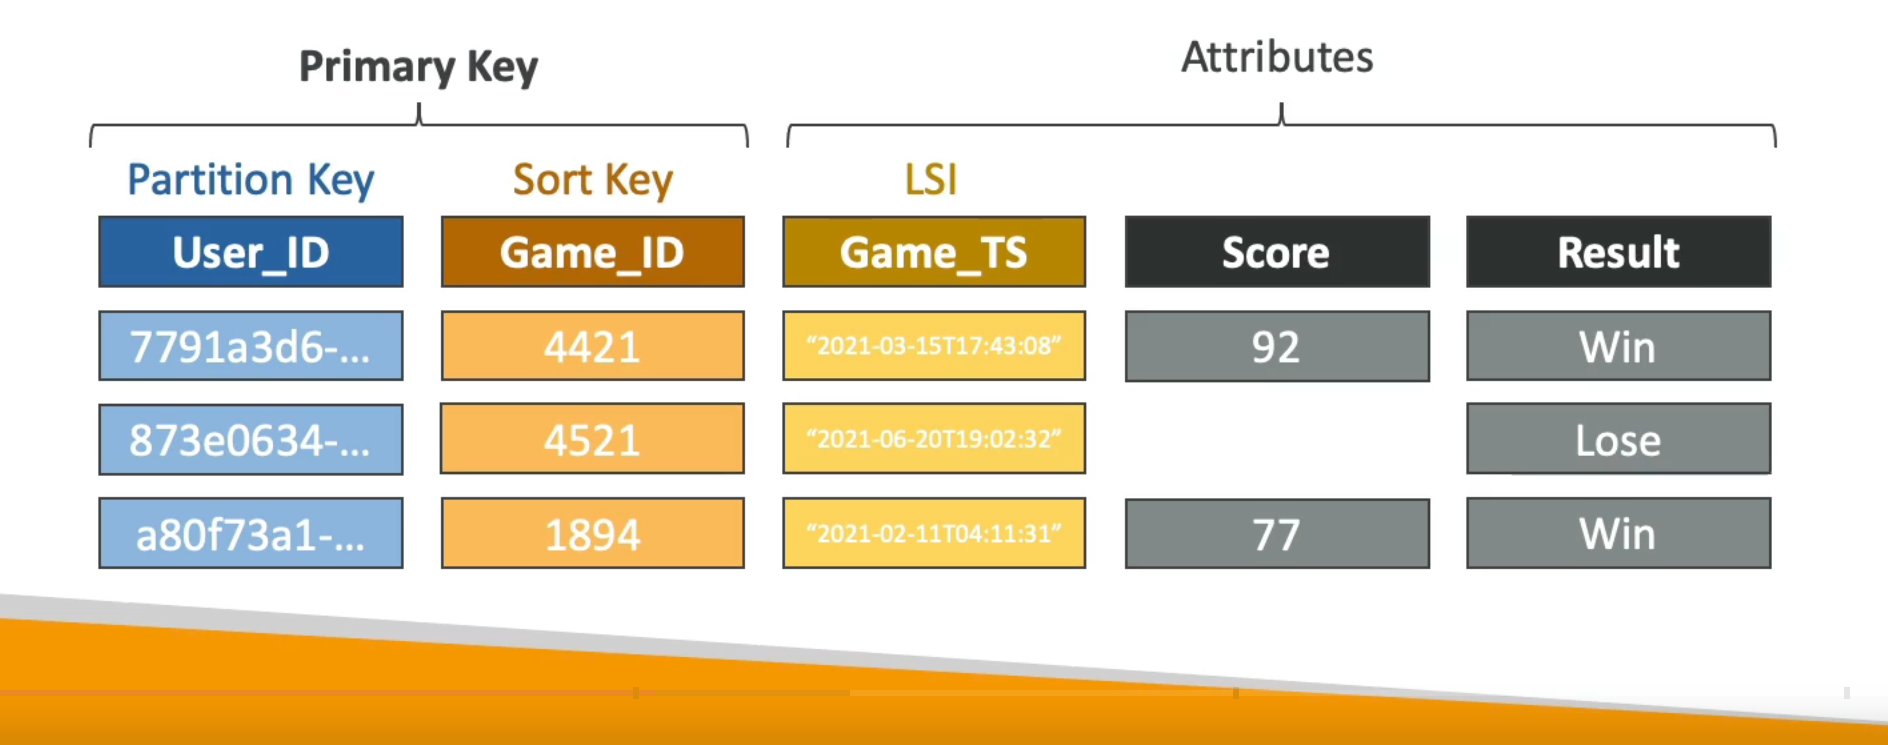 Primary Key
Attributes
Partition Key Sort Key LSI
User_ID Game_ID Game_TS Score Result
7791a3d6-... 4421 “2021-03-15T17:43:08” 92 Win
873e0634-... 4521 “2021-06-20T19:02:32” Lose
a80f73a1-... 1894 “2021-02-11T04:11:31” 77 Win